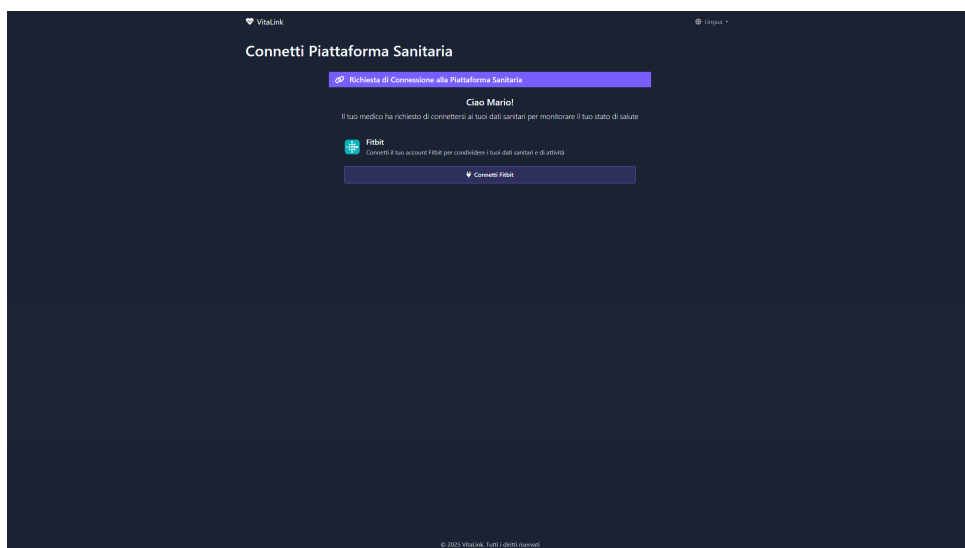 VitaLink
Lingua
Connetti Piattaforma Sanitaria
Richiesta di Connessione alla Piattaforma Sanitaria
Ciao Mario!
Il tuo medico ha richiesto di connettersi ai tuoi dati sanitari per monitorare il tuo stato di salute
Fitbit
Connetti il tuo account Fitbit per condividere i tuoi dati sanitari e di attività
Connetti Fitbit
© 2025 VitaLink. Tutti i diritti riservati